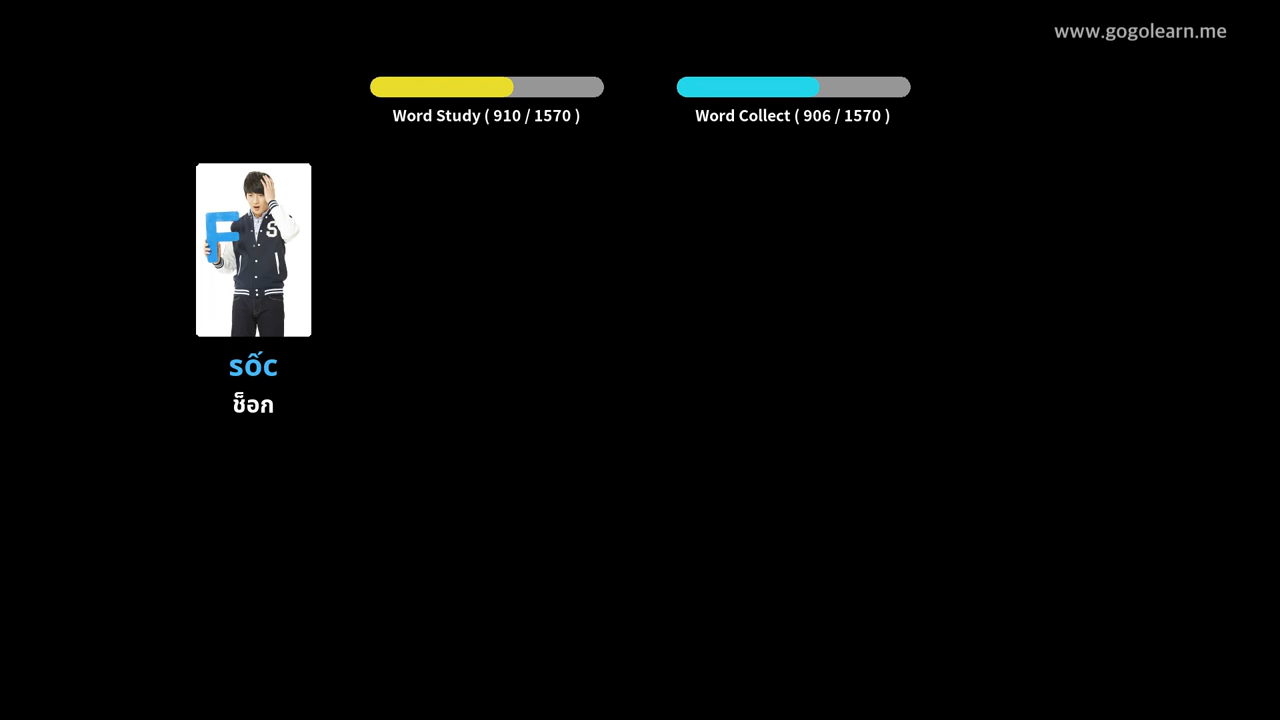 www.gogolearn.me
Word Study ( 910 / 1570 )
Word Collect ( 906 / 1570 )
F
S
sốc
ช็อก